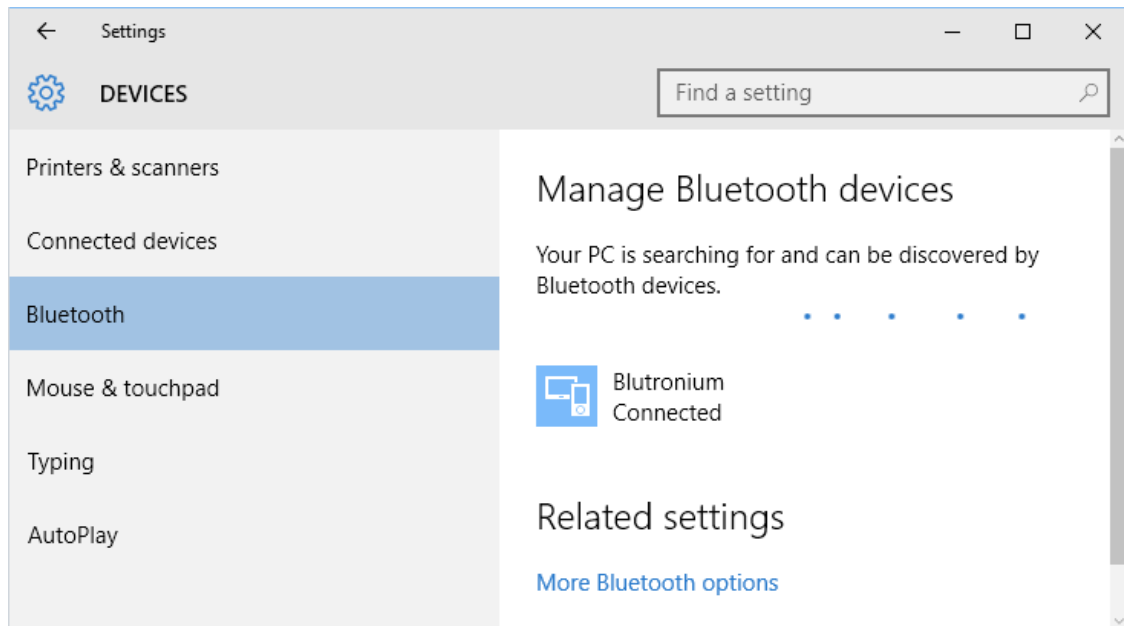 Settings
DEVICES
Find a setting
Printers & scanners
Connected devices
Bluetooth
Mouse & touchpad
Typing
AutoPlay
Manage Bluetooth devices
Your PC is searching for and can be discovered by
Bluetooth devices.
Blutronium
Connected
Related settings
More Bluetooth options